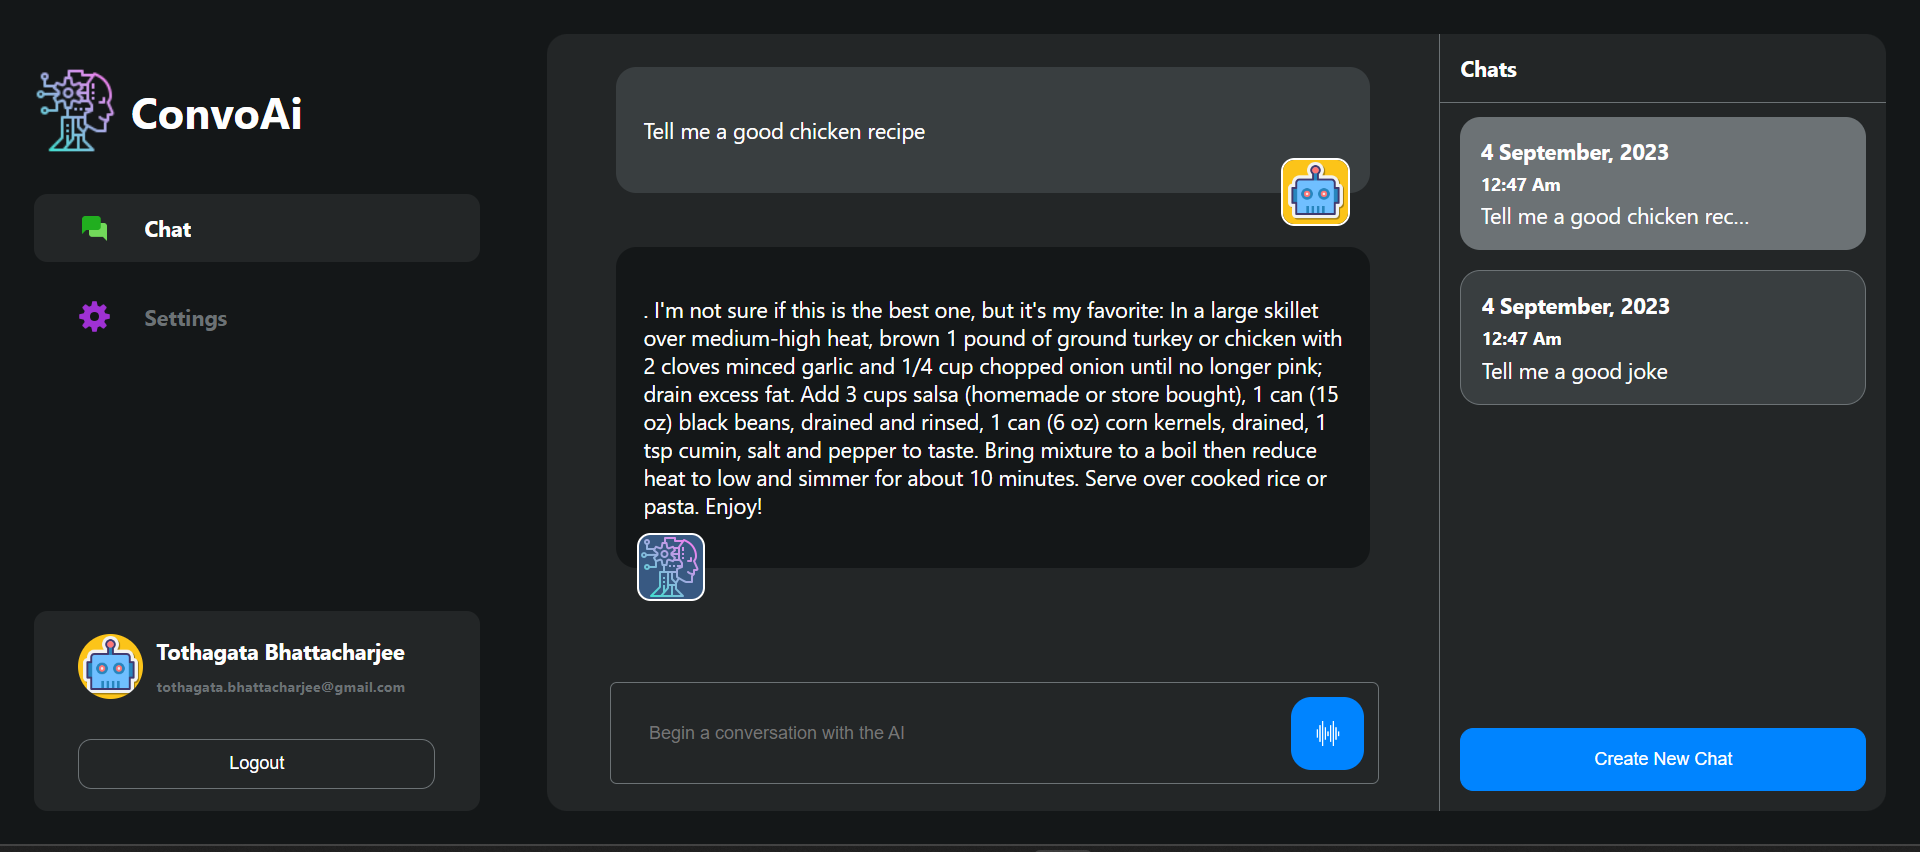 ConvoAi
Chat
Settings
Tothagata Bhattacharjee
tothagata.bhattacharjee@gmail.com
Logout
Tell me a good chicken recipe
. I'm not sure if this is the best one, but it's my favorite: In a large skillet
over medium-high heat, brown 1 pound of ground turkey or chicken with
2 cloves minced garlic and 1/4 cup chopped onion until no longer pink;
drain excess fat. Add 3 cups salsa (homemade or store bought), 1 can (15
oz) black beans, drained and rinsed, 1 can (6 oz) corn kernels, drained, 1
tsp cumin, salt and pepper to taste. Bring mixture to a boil then reduce
heat to low and simmer for about 10 minutes. Serve over cooked rice or
pasta. Enjoy!
Begin a conversation with the AI
Chats
4 September, 2023
12:47 Am
Tell me a good chicken rec...
4 September, 2023
12:47 Am
Tell me a good joke
Create New Chat